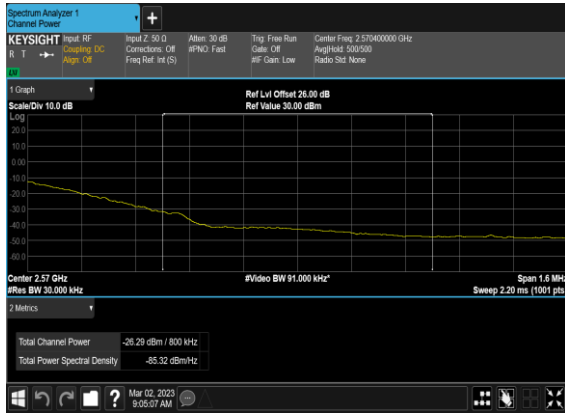 Spectrum Analyzer 1
Channel Power
+
KEYSIGHT
R T
Input: RF
Coupling: DC
Align: Off
Input Z: 50 Ω
Corrections: Off
Freq Ref: Int (S)
Atten: 30 dB
#PNO: Fast
Trig: Free Run
Gate: Off
#IF Gain: Low
Center Freq: 2.570400000 GHz
Avg|Hold: 500/500
Radio Std: None
1 Graph
Scale/Div 10.0 dB
Ref Lvl Offset 26.00 dB
Ref Value 30.00 dBm
Log
20.0
10.0
0.00
-10.0
-20.0
-30.0
-40.0
-50.0
-60.0
Center 2.57 GHz
#Res BW 30.000 kHz
#Video BW 91.000 kHz*
Span 1.6 MHz
Sweep 2.20 ms (1001 pts
2 Metrics
Total Channel Power -26.29 dBm / 800 kHz
Total Power Spectral Density -85.32 dBm/Hz
?
Mar 02, 2023
9:05:07 AM